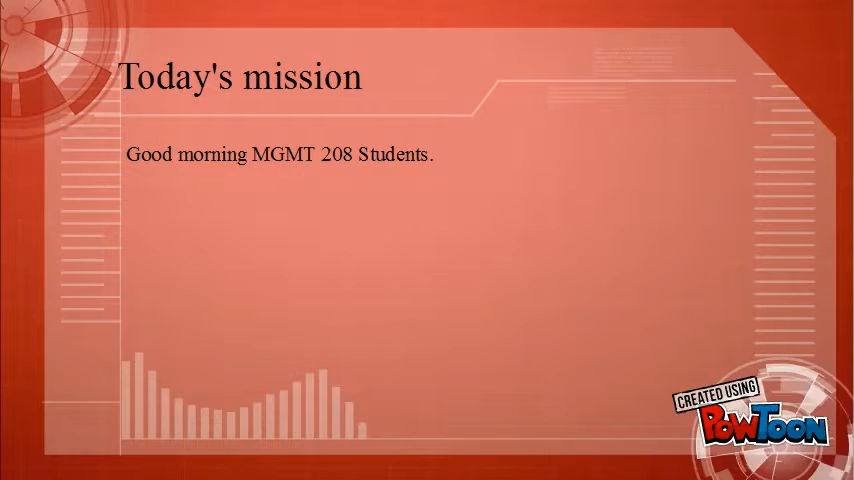 Today's mission
Good morning MGMT 208 Students.
CREATED USING
POWTOON